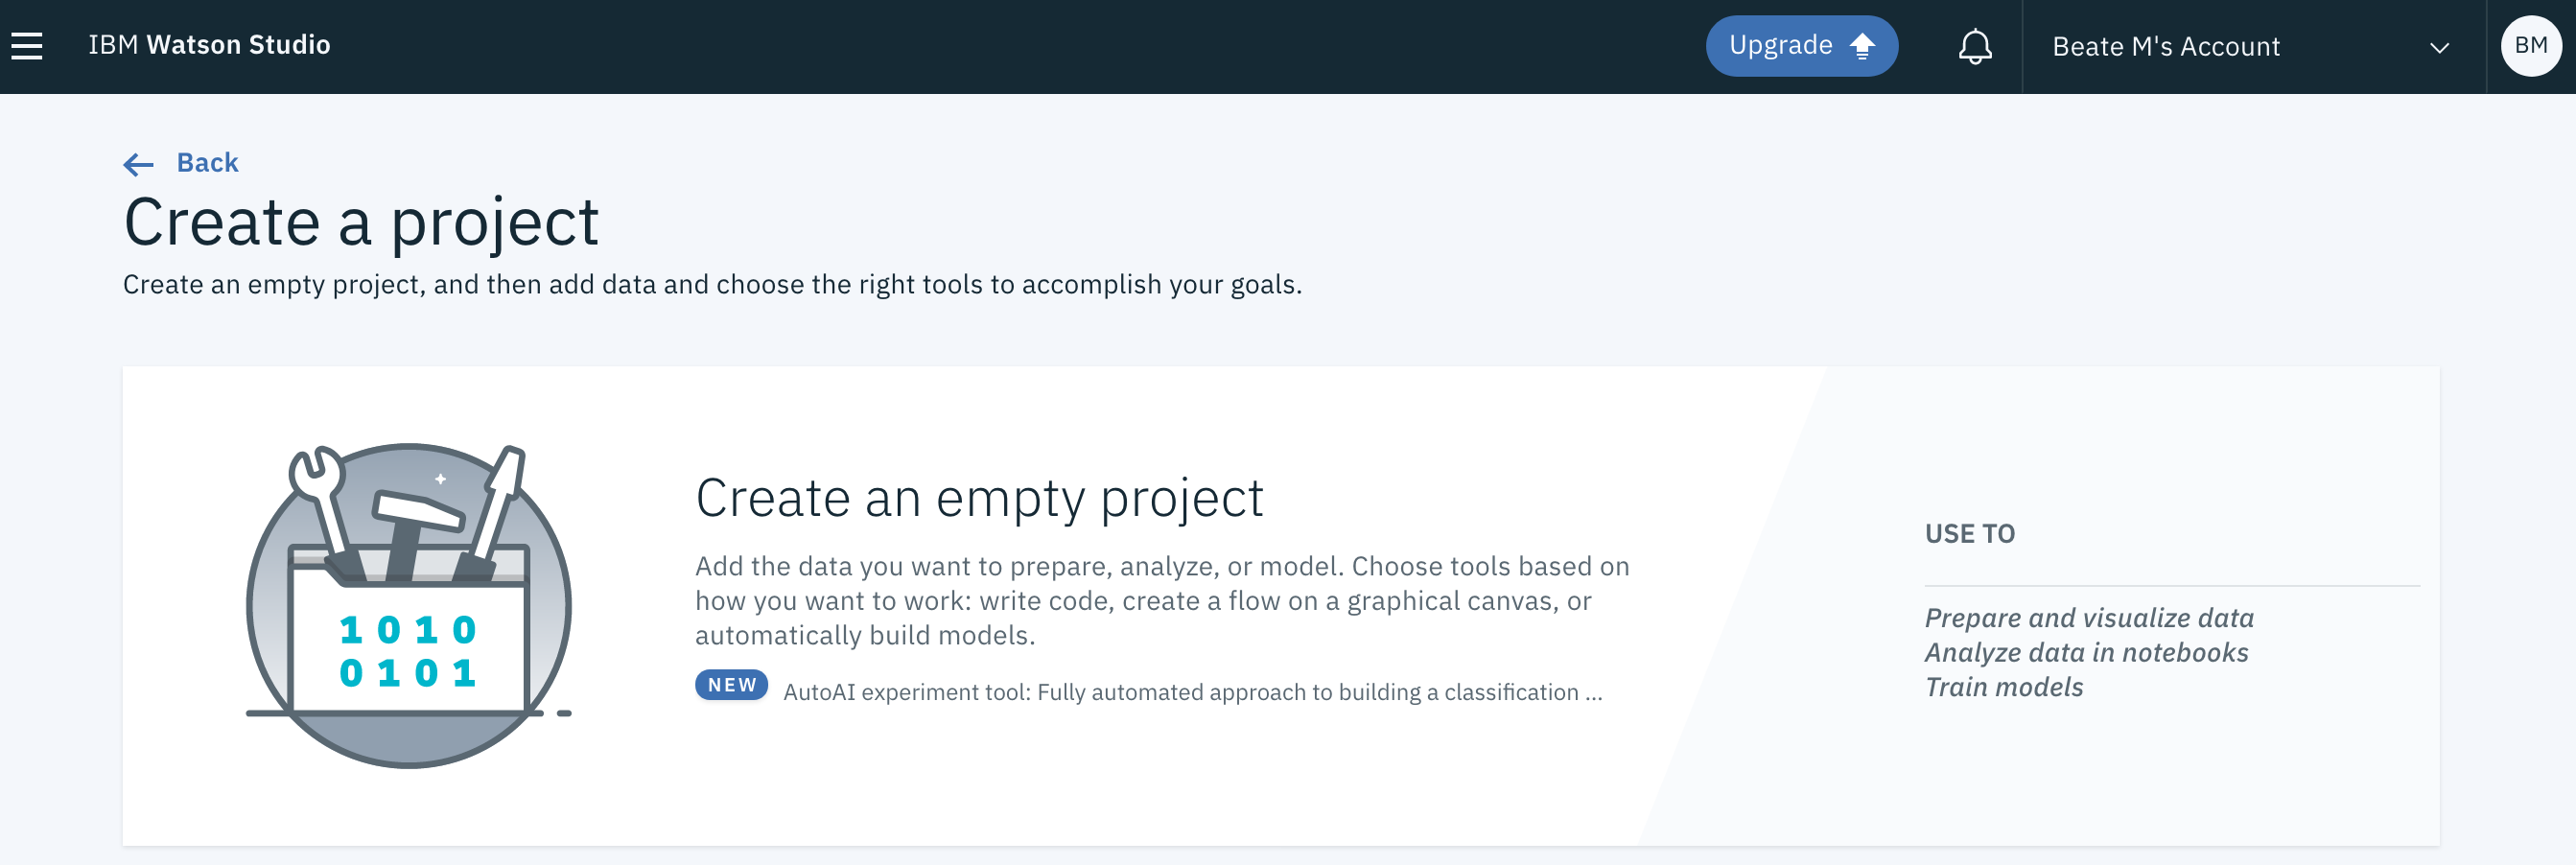 IBM Watson Studio
Upgrade
Beate M's Account
BM
Back
Create a project
Create an empty project, and then add data and choose the right tools to accomplish your goals.
1 0 1 0
0 1 0 1
Create an empty project
Add the data you want to prepare, analyze, or model. Choose tools based on
how you want to work: write code, create a flow on a graphical canvas, or
automatically build models.
NEW AutoAI experiment tool: Fully automated approach to building a classification ...
USE TO
Prepare and visualize data
Analyze data in notebooks
Train models